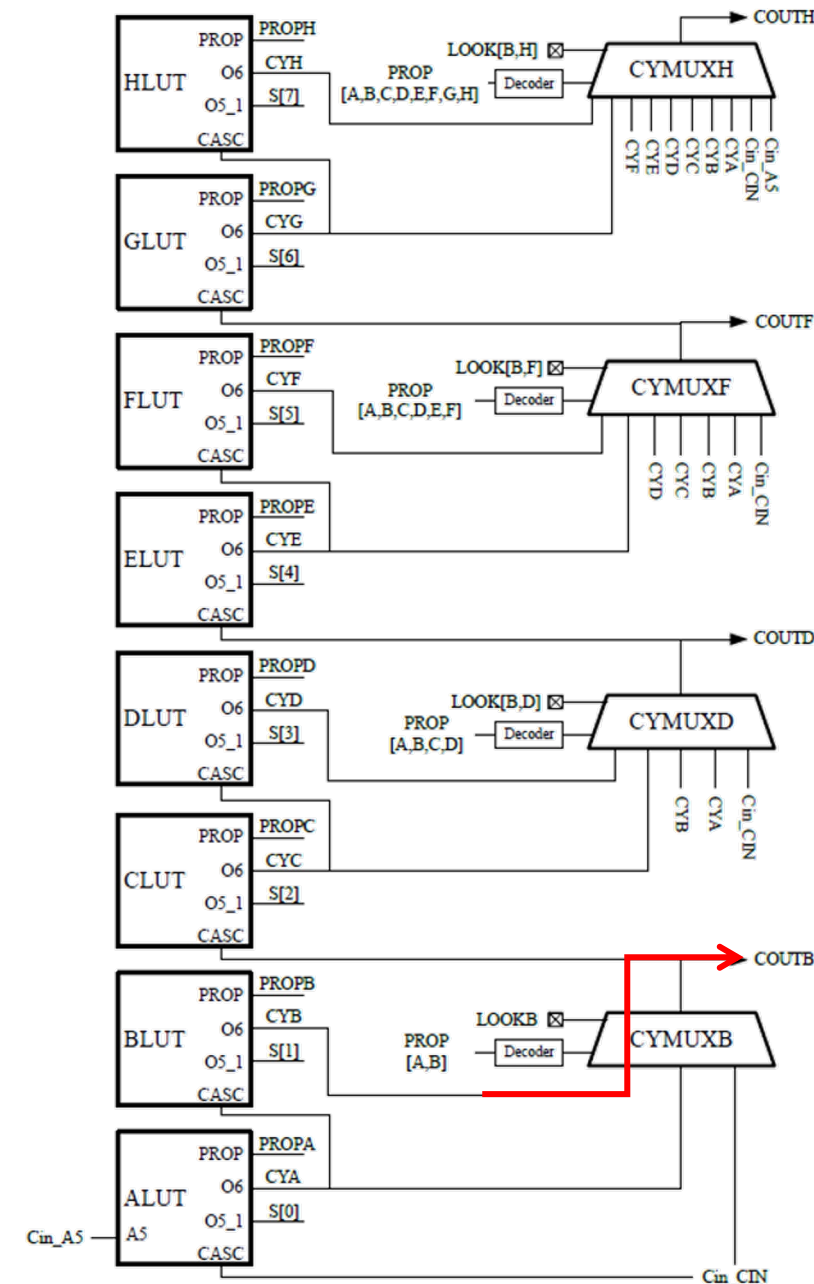 COUTH
PROP PROPH
LOOK[B,H]
HLUT
O6 CYH
CYMUXH
PROP
[A,B,C,D,E,F,G,H]
Decoder
O5_1 S[7]
CASC
CYF CYE CYD CYC CYB CYA Cin_CIN Cin_A5
PROP PROPG
GLUT
O6 CYG
O5_1 S[6]
CASC
COUTF
PROP PROPF
LOOK[B,F]
FLUT
O6 CYF
CYMUXF
PROP
[A,B,C,D,E,F]
Decoder
O5_1 S[5]
CASC
CYD CYC CYB CYA Cin_CIN
PROP PROPE
ELUT
O6 CYE
O5_1 S[4]
CASC
COUTD
PROP PROPD
LOOK[B,D]
DLUT
O6 CYD
CYMUXD
PROP
[A,B,C,D]
Decoder
O5_1 S[3]
CASC
CYB CYA Cin_CIN
PROP PROPC
CLUT
O6 CYC
O5_1 S[2]
CASC
COUTB
PROP PROPB
LOOKB
BLUT
O6 CYB
CYMUXB
PROP
[A,B]
Decoder
O5_1 S[1]
CASC
PROP PROPA
ALUT
O6 CYA
O5_1 S[0]
Cin_A5 A5
CASC
Cin_CIN